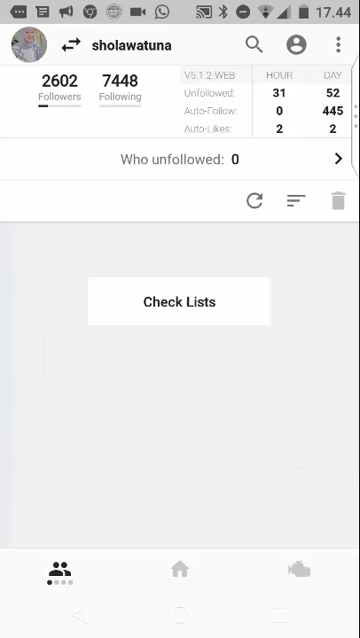 17.44
sholawatuna
2602
Followers
7448
Following
V5.1.2 WEB HOUR DAY
Unfollowed: 31 52
Auto-Follow: 0 445
Auto-Likes: 2 2
Who unfollowed: 0
Check Lists